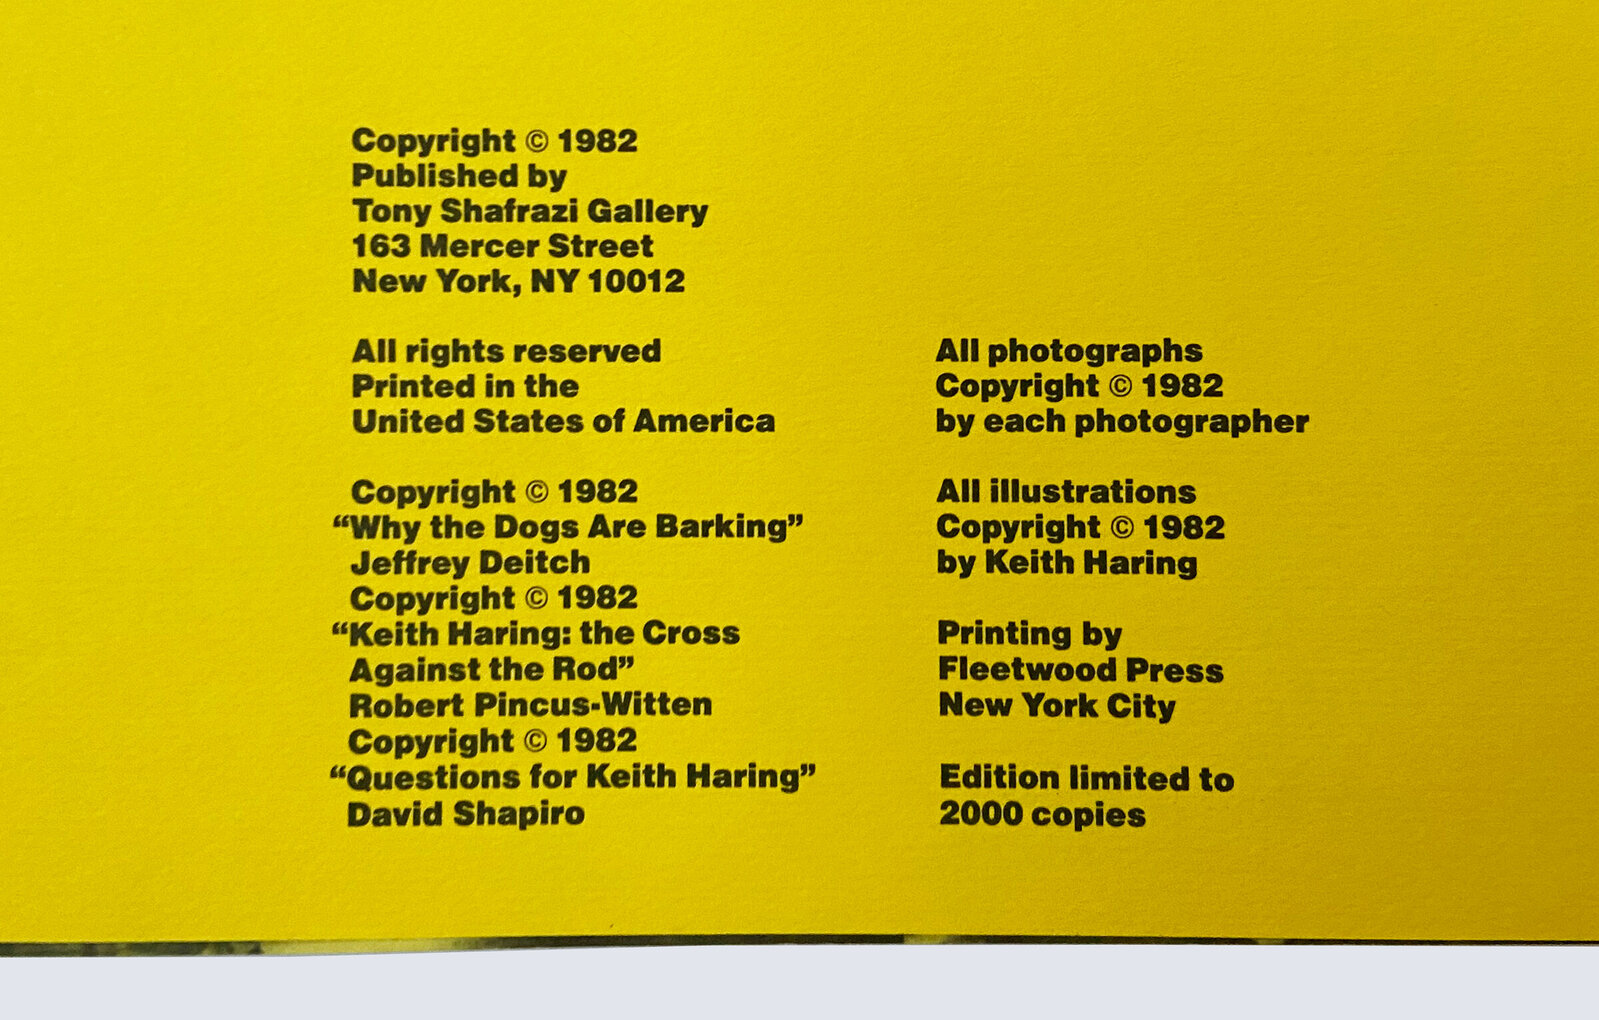 Copyright © 1982
Published by
Tony Shafrazi Gallery
163 Mercer Street
New York, NY 10012
All rights reserved
Printed in the
United States of America
Copyright © 1982
“Why the Dogs Are Barking”
Jeffrey Deitch
Copyright © 1982
“Keith Haring: the Cross
Against the Rod”
Robert Pincus-Witten
Copyright © 1982
“Questions for Keith Haring”
David Shapiro
All photographs
Copyright © 1982
by each photographer
All illustrations
Copyright © 1982
by Keith Haring
Printing by
Fleetwood Press
New York City
Edition limited to
2000 copies